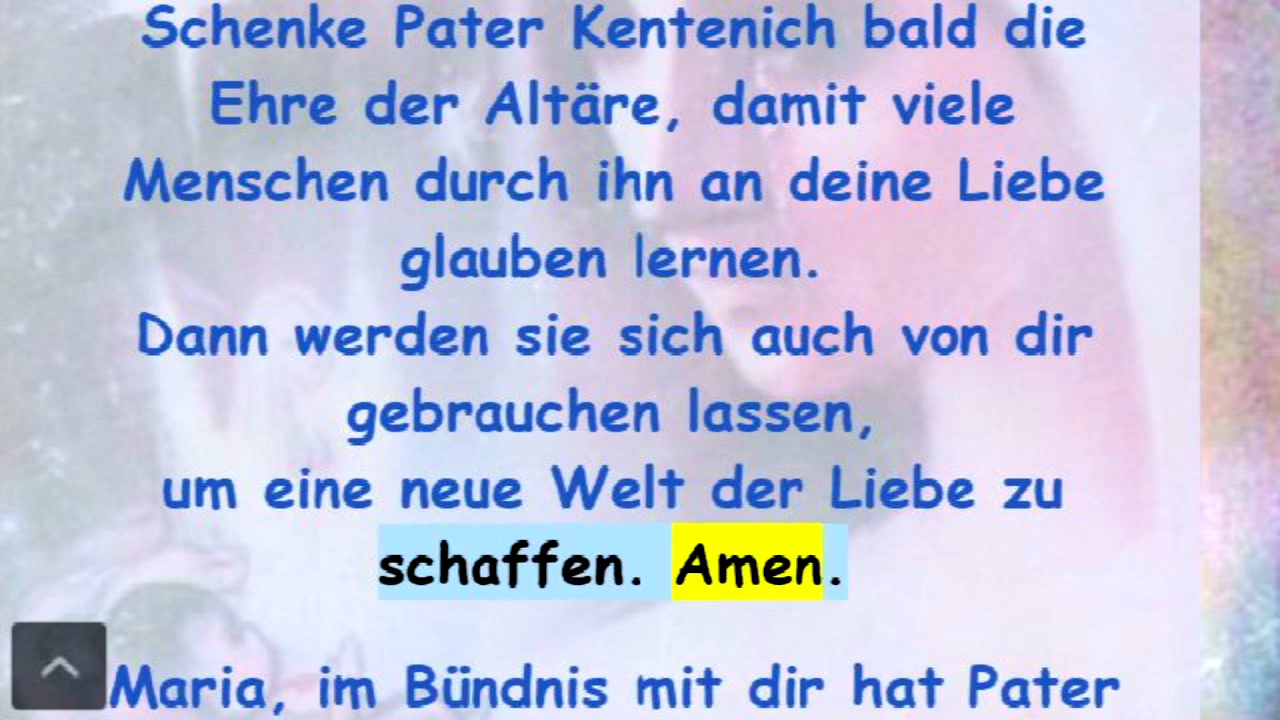 Schenke Pater Kentenich bald die
Ehre der Altäre, damit viele
Menschen durch ihn an deine Liebe
glauben lernen.
Dann werden sie sich auch von dir
gebrauchen lassen,
um eine neue Welt der Liebe zu
schaffen. Amen.
Maria, im Bündnis mit dir hat Pater